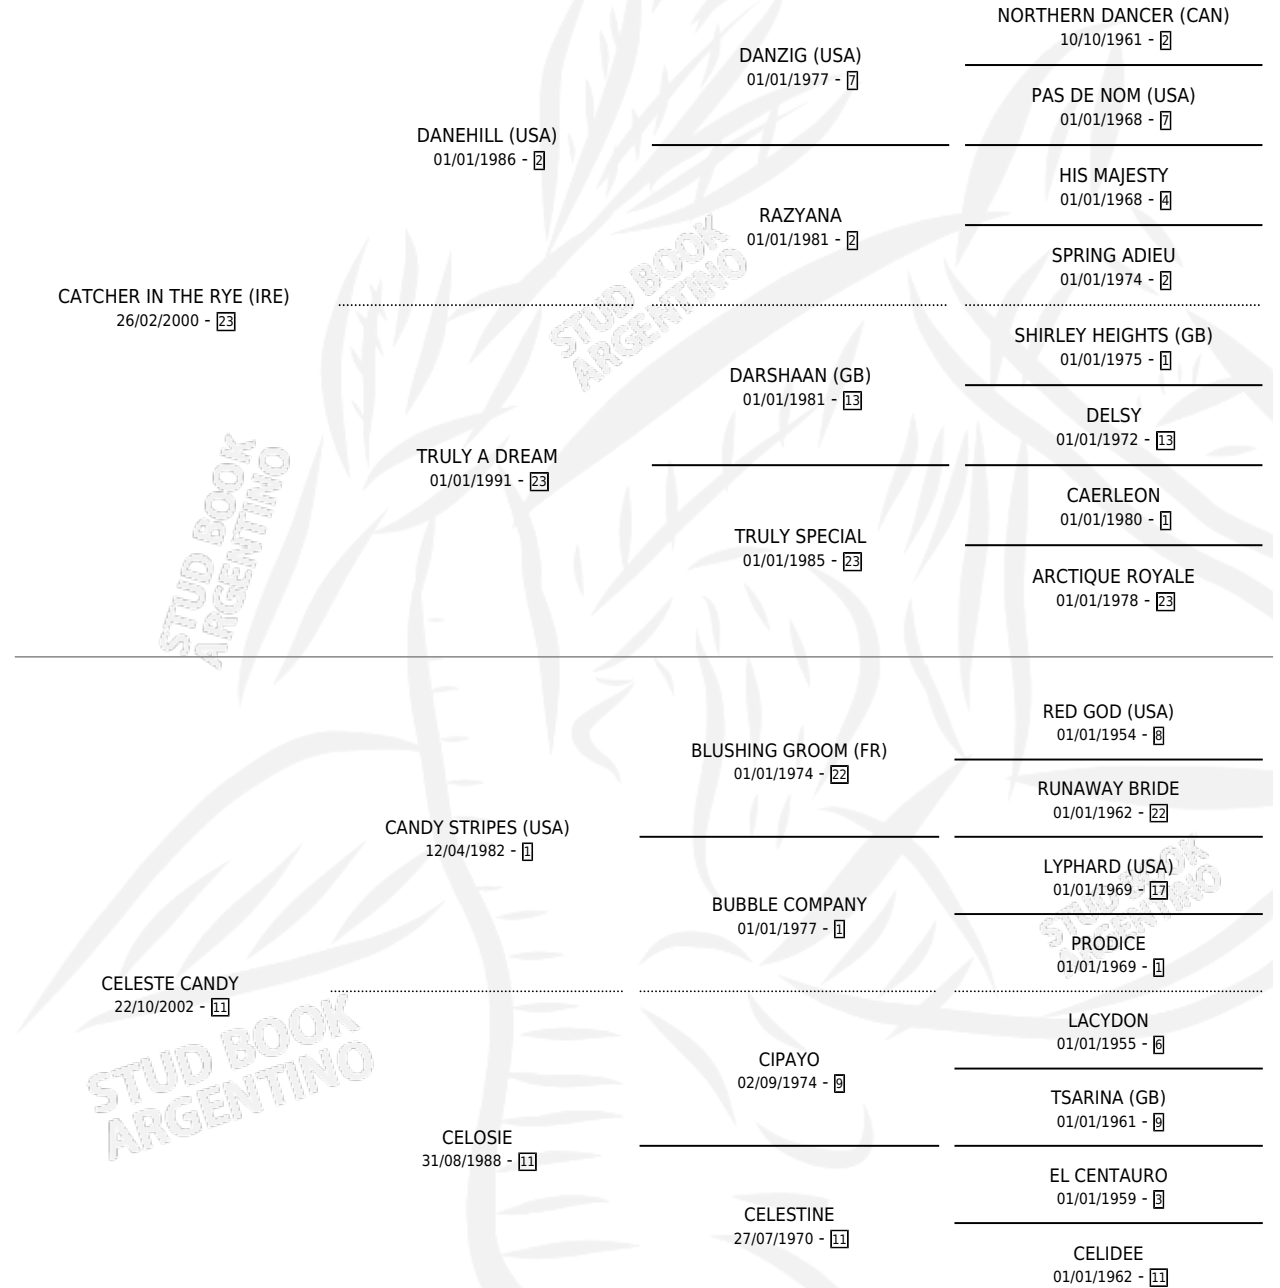 NORTHERN DANCER (CAN)
10/10/1961 - 2
DANZIG (USA)
01/01/1977 - 7
PAS DE NOM (USA)
01/01/1968 - 7
DANEHILL (USA)
01/01/1986 - 2
HIS MAJESTY
01/01/1968 - 4
RAZYANA
01/01/1981 - 2
SPRING ADIEU
01/01/1974 - 2
CATCHER IN THE RYE (IRE)
26/02/2000 - 23
SHIRLEY HEIGHTS (GB)
01/01/1975 - 1
DARSHAAN (GB)
01/01/1981 - 13
DELSY
01/01/1972 - 13
TRULY A DREAM
01/01/1991 - 23
CAERLEON
01/01/1980 - 1
TRULY SPECIAL
01/01/1985 - 23
ARCTIQUE ROYALE
01/01/1978 - 23
STUD BOOK
ARGENTINO
STUD BOOK
ARGENTINO
RED GOD (USA)
01/01/1954 - 8
BLUSHING GROOM (FR)
01/01/1974 - 22
RUNAWAY BRIDE
01/01/1962 - 22
CANDY STRIPES (USA)
12/04/1982 - 1
LYPHARD (USA)
01/01/1969 - 17
BUBBLE COMPANY
01/01/1977 - 1
PRODICE
01/01/1969 - 1
CELESTE CANDY
22/10/2002 - 11
LACYDON
01/01/1955 - 6
CIPAYO
02/09/1974 - 9
TSARINA (GB)
01/01/1961 - 9
CELOSIE
31/08/1988 - 11
EL CENTAURO
01/01/1959 - 3
CELESTINE
27/07/1970 - 11
CELIDEE
01/01/1962 - 11
STUD BOOK
ARGENTINO
STUD BOOK
ARGENTINO